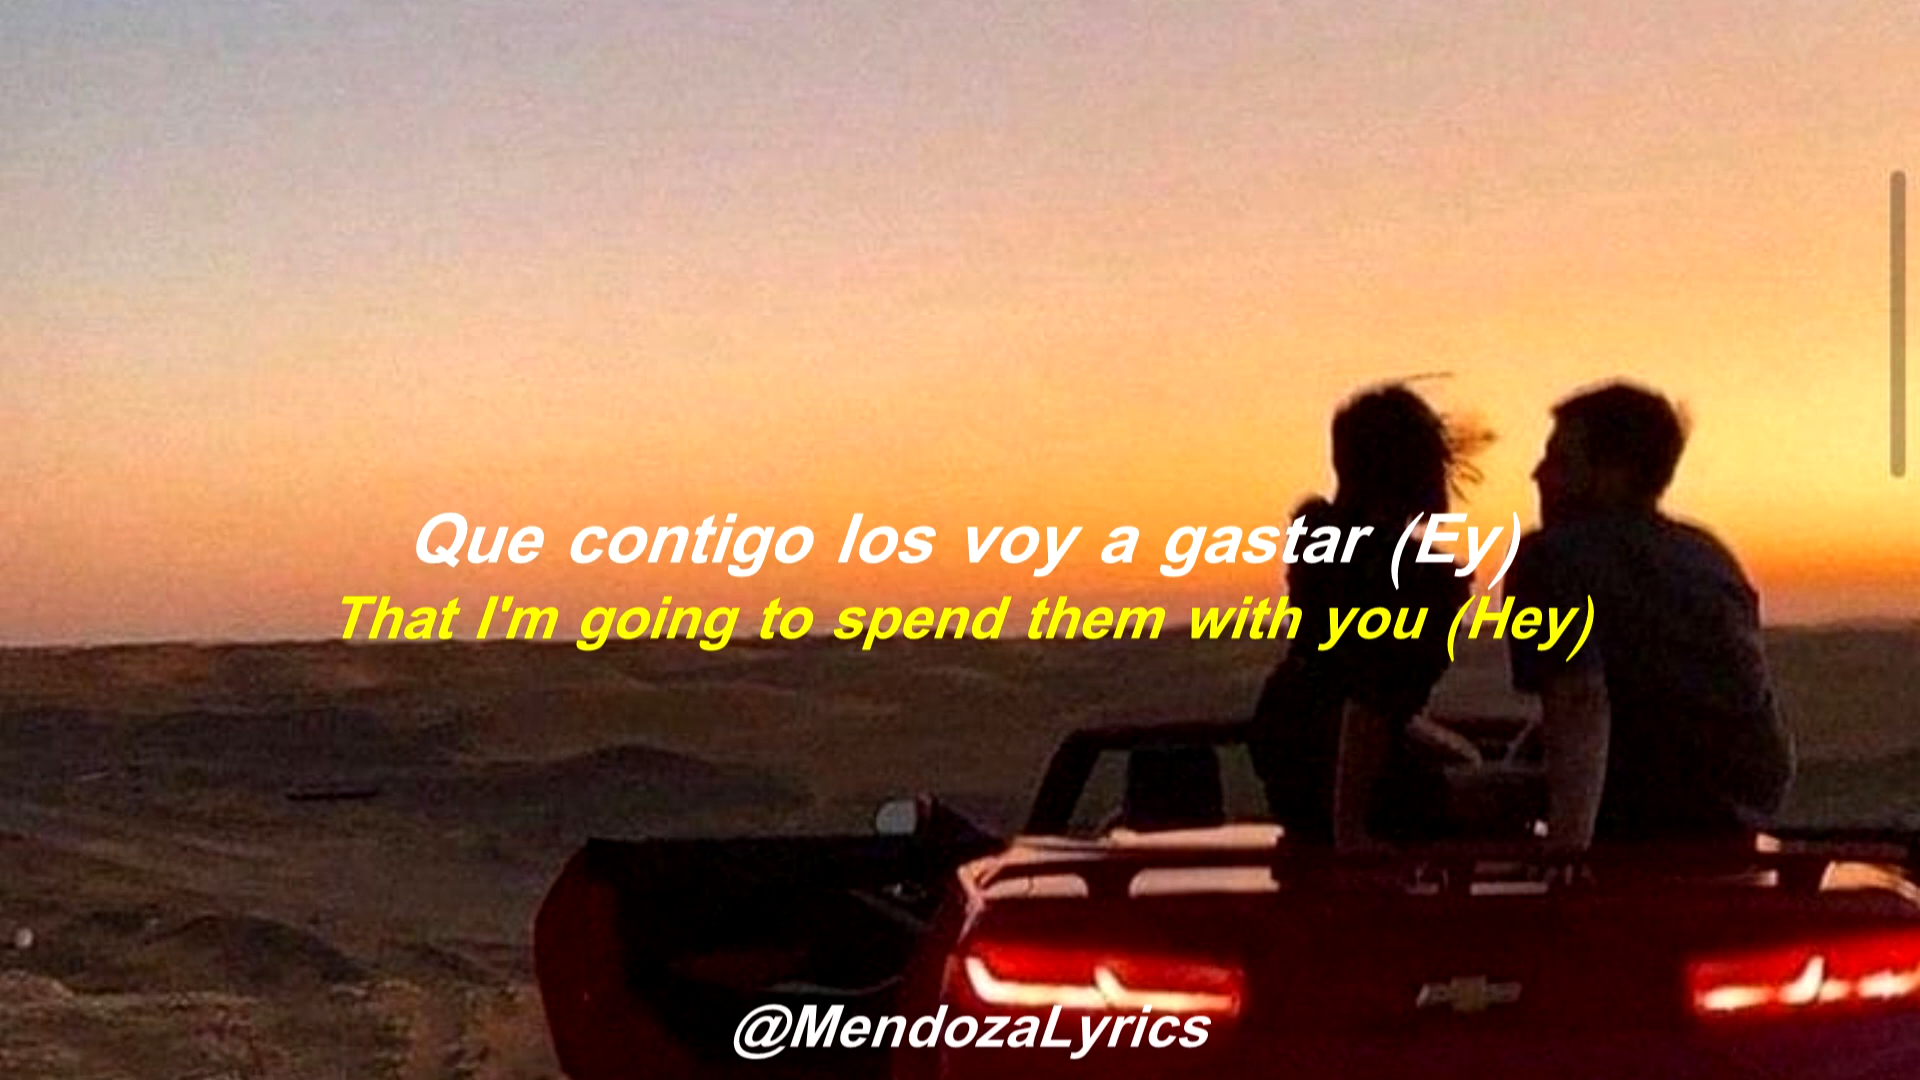 Que contigo los voy a gastar (Ey)
That I'm going to spend them with you (Hey)
@MendozaLyrics